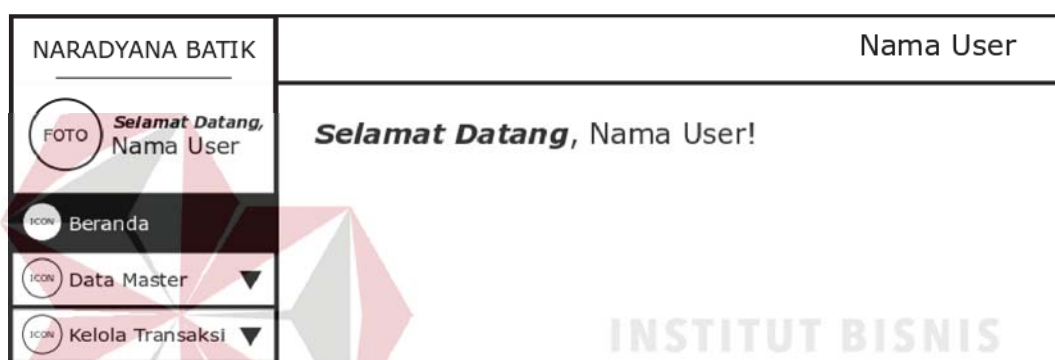 NARADYANA BATIK
Nama User
FOTO
Selamat Datang,
Nama User
Selamat Datang, Nama User!
ICON Beranda
ICON Data Master
ICON Kelola Transaksi
INSTITUT BISNIS